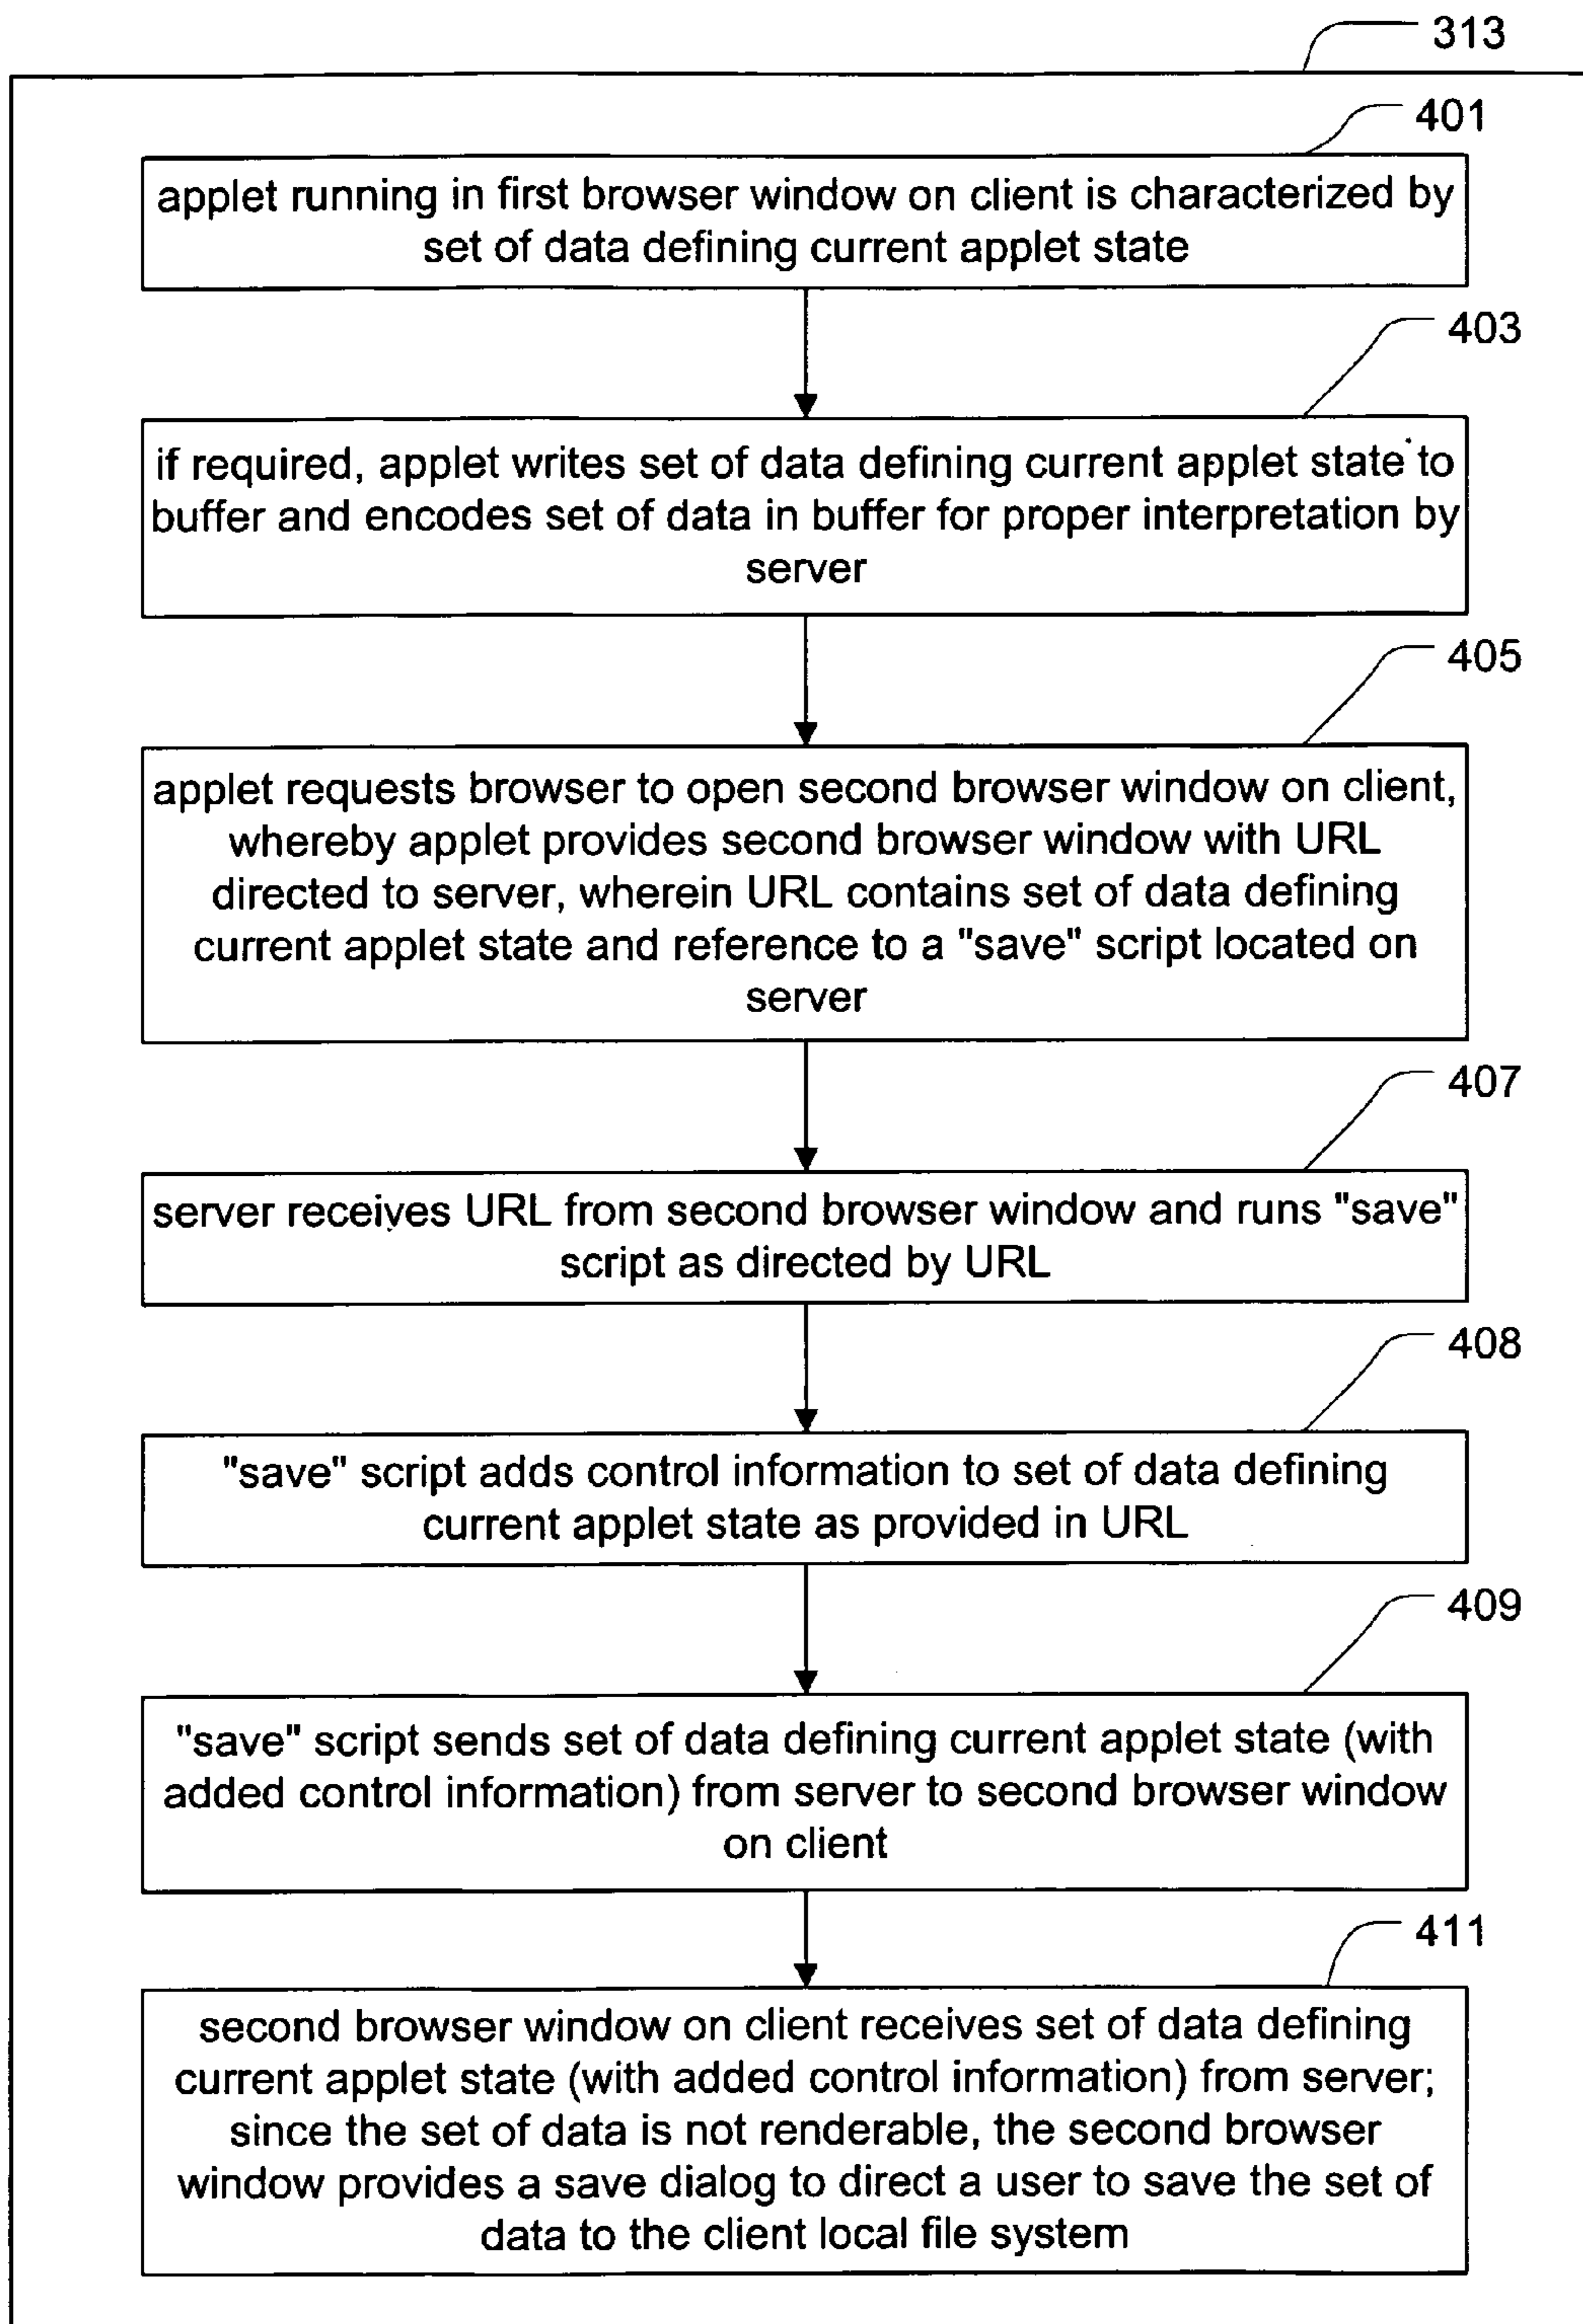 313
401
applet running in first browser window on client is characterized by
set of data defining current applet state
403
if required, applet writes set of data defining current applet state to
buffer and encodes set of data in buffer for proper interpretation by
server
405
applet requests browser to open second browser window on client,
whereby applet provides second browser window with URL
directed to server, wherein URL contains set of data defining
current applet state and reference to a "save" script located on
server
407
server receives URL from second browser window and runs "save"
script as directed by URL
408
"save" script adds control information to set of data defining
current applet state as provided in URL
409
"save" script sends set of data defining current applet state (with
added control information) from server to second browser window
on client
411
second browser window on client receives set of data defining
current applet state (with added control information) from server;
since the set of data is not renderable, the second browser
window provides a save dialog to direct a user to save the set of
data to the client local file system